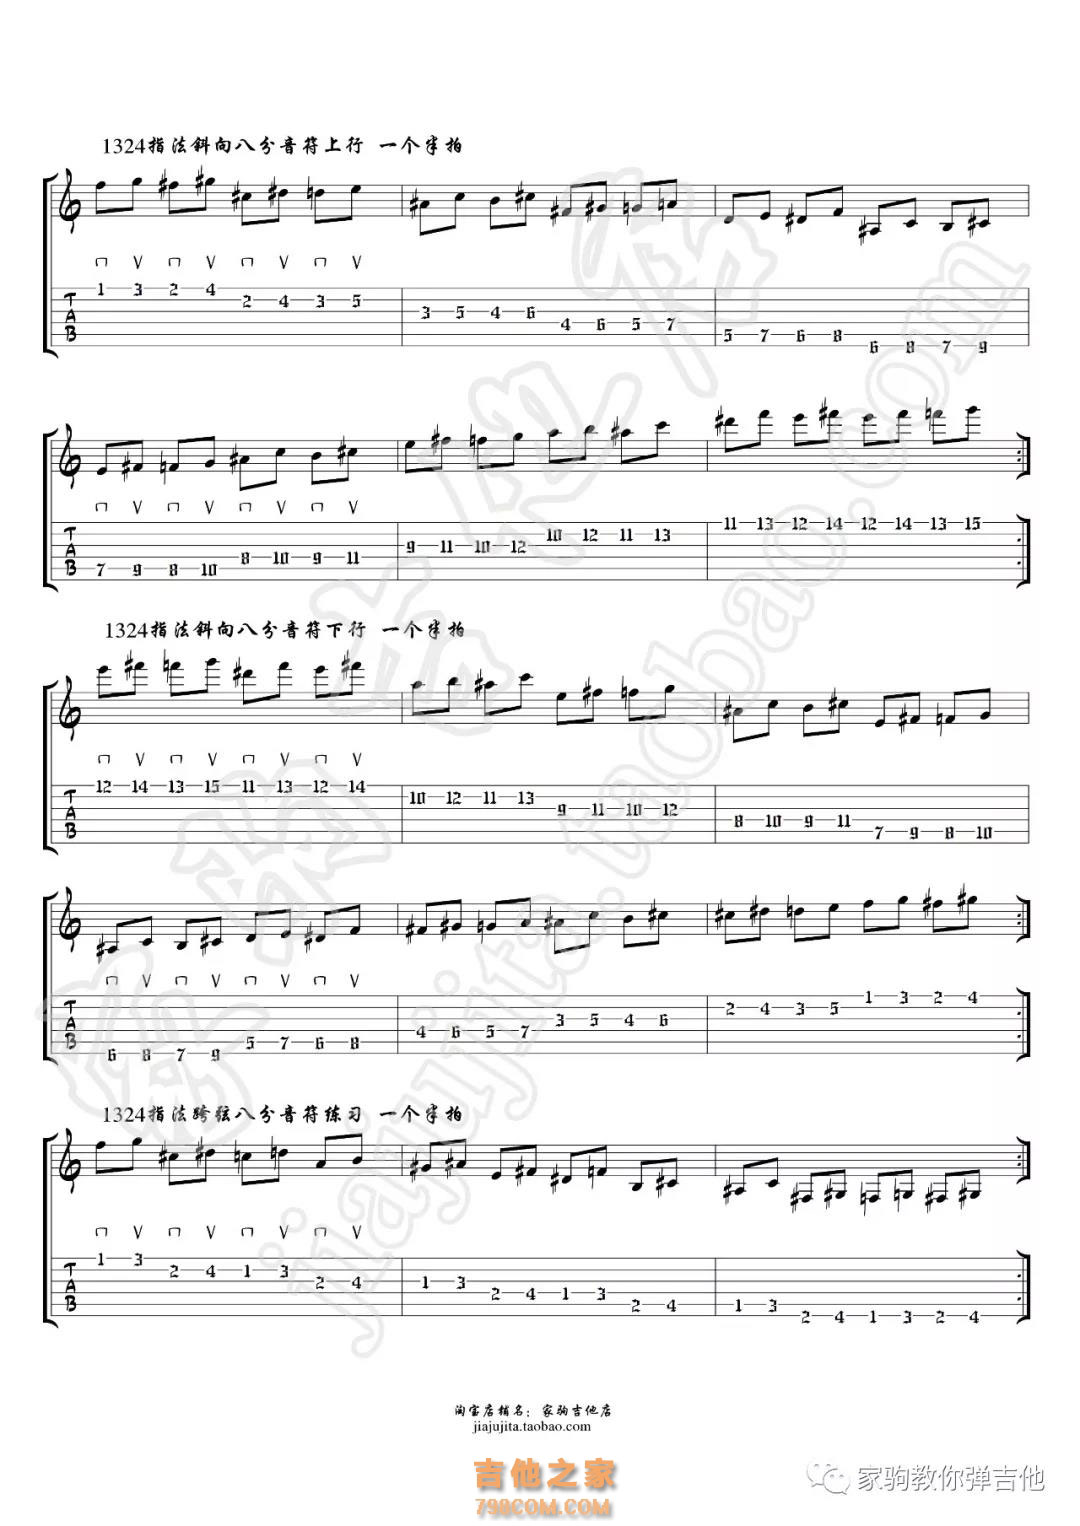 1324指法斜向八分音符上行 一个半拍
1 3 2 4 2 4 3 5 3 5 4 6 4 6 5 7 5 7 6 8 6 8 7 9
TAB
7 9 8 10 8 10 9 11 9 11 10 12 10 12 11 13 11 13 12 14 12 14 13 15
TAB
1324指法斜向八分音符下行 一个半拍
12 14 13 15 11 13 12 14 10 12 11 13 9 11 10 12 8 10 9 11 7 9 8 10
TAB
6 8 7 9 5 7 6 8 4 6 5 7 3 5 4 6 2 4 3 5 1 3 2 4
TAB
1324指法跨弦八分音符练习 一个半拍
1 3 2 4 1 3 2 4 1 3 2 4 1 3 2 4 1 3 2 4 1 3 2 4
TAB
jiajujita.taobao.com
淘宝店铺名：家驹吉他店
jiajujita.taobao.com
吉他之家
798COM.COM
家驹教你弹吉他